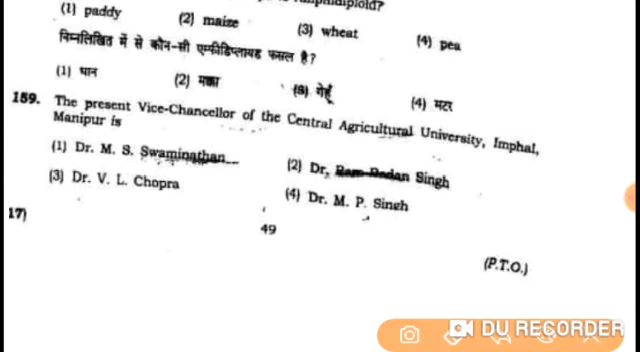 (1) paddy (2) maize (3) wheat (4) pea
निम्नलिखित में से कौन-सी एम्फीडिप्लायड फसल है?
(1) धान (2) मक्का (3) गेहूँ (4) मटर
159. The present Vice-Chancellor of the Central Agricultural University, Imphal,
Manipur is
(1) Dr. M. S. Swaminathan (2) Dr. Ram Badan Singh
(3) Dr. V. L. Chopra (4) Dr. M. P. Singh
17)
49
(P.T.O.)
DU RECORDER